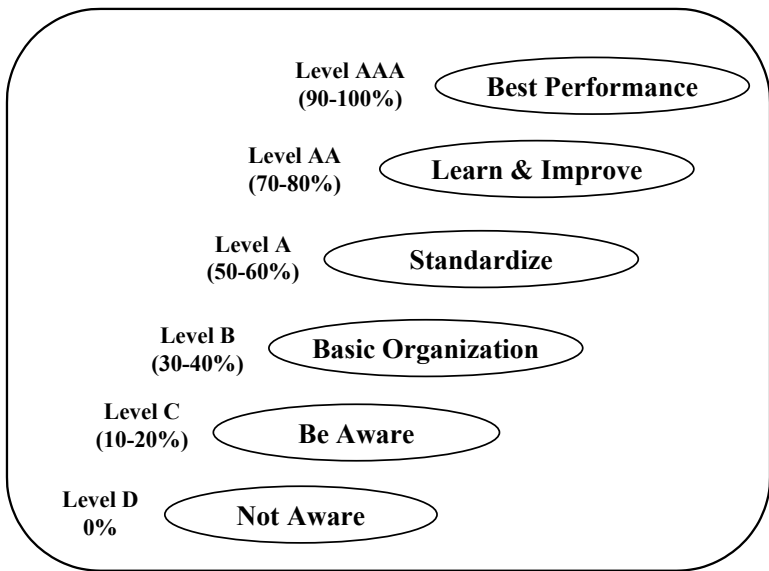 Level AAA
(90-100%)
Best Performance
Level AA
(70-80%)
Learn & Improve
Level A
(50-60%)
Standardize
Level B
(30-40%)
Basic Organization
Level C
(10-20%)
Be Aware
Level D
0%
Not Aware